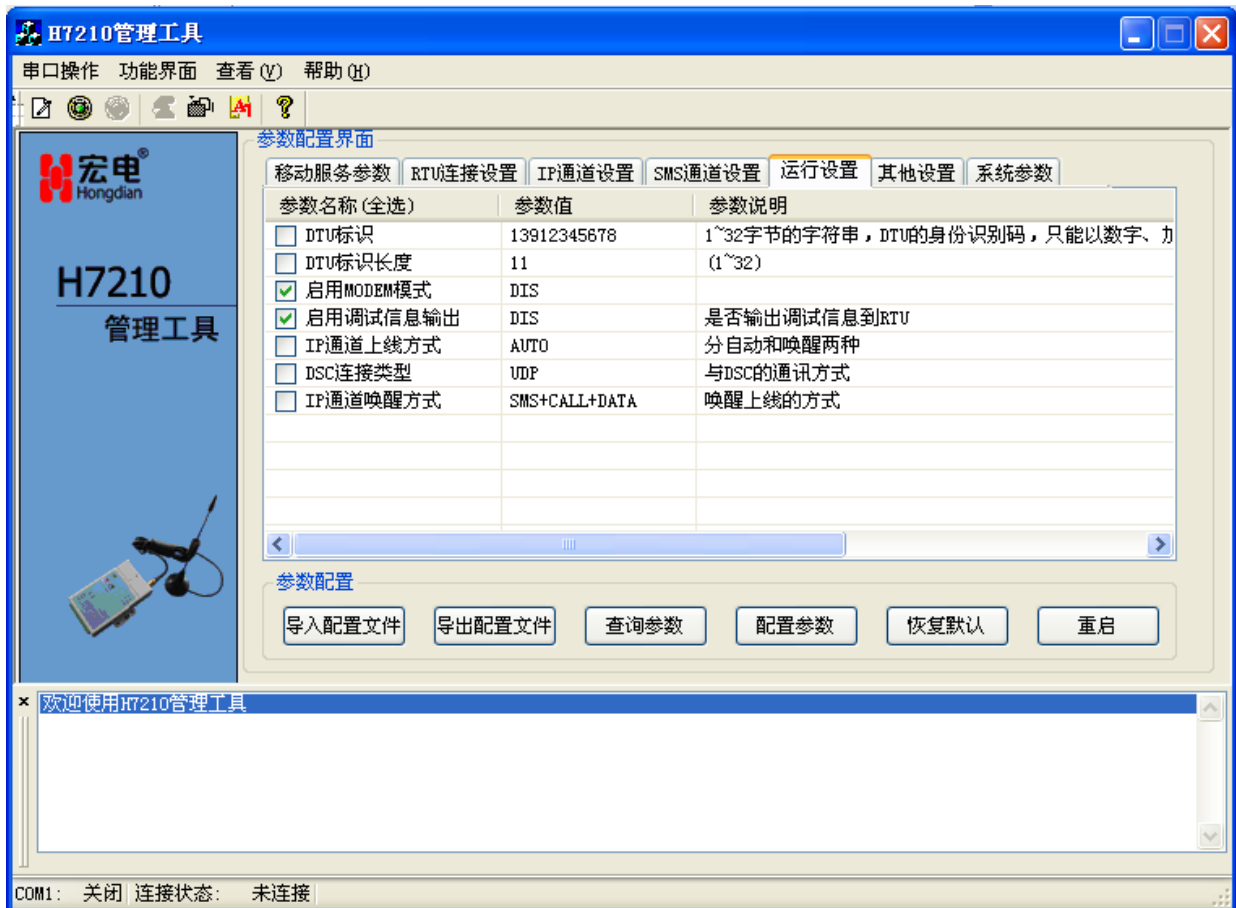 H7210管理工具
串口操作 功能界面 查看(V) 帮助(H)
宏电®
Hongdian
H7210
管理工具
参数配置界面
移动服务参数 RTU连接设置 IP通道设置 SMS通道设置 运行设置 其他设置 系统参数
参数名称(全选) 参数值 参数说明
DTU标识 13912345678 1~32字节的字符串，DTU的身份识别码，只能以数字、加
DTU标识长度 11 (1~32)
启用MODEM模式 DIS
启用调试信息输出 DIS 是否输出调试信息到RTU
IP通道上线方式 AUTO 分自动和唤醒两种
DSC连接类型 UDP 与DSC的通讯方式
IP通道唤醒方式 SMS+CALL+DATA 唤醒上线的方式
参数配置
导入配置文件 导出配置文件 查询参数 配置参数 恢复默认 重启
欢迎使用H7210管理工具
COM1: 关闭 连接状态: 未连接